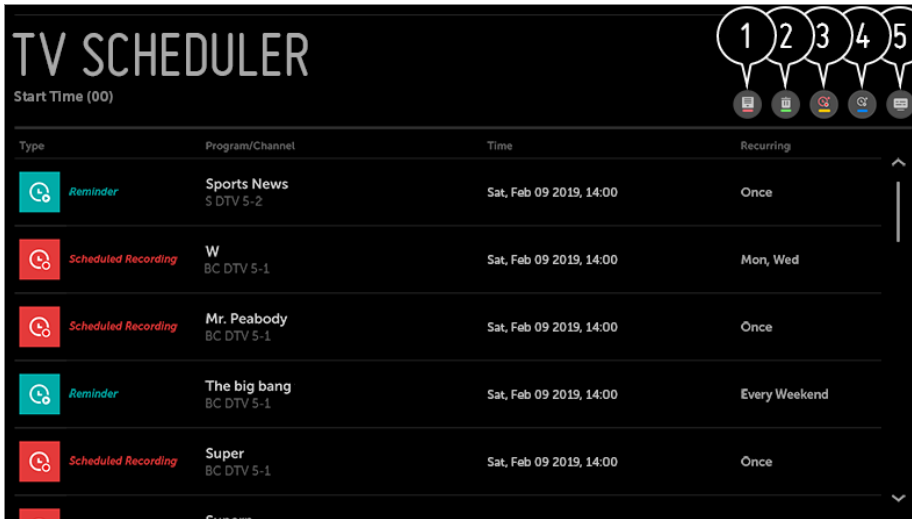 1 2 3 4 5
TV SCHEDULER
Start Time (00)
Type Program/Channel Time Recurring
Reminder Sports News Sat, Feb 09 2019, 14:00 Once
S DTV 5-2
Scheduled Recording W Sat, Feb 09 2019, 14:00 Mon, Wed
BC DTV 5-1
Scheduled Recording Mr. Peabody Sat, Feb 09 2019, 14:00 Once
BC DTV 5-1
Reminder The big bang Sat, Feb 09 2019, 14:00 Every Weekend
BC DTV 5-1
Scheduled Recording Super Sat, Feb 09 2019, 14:00 Once
BC DTV 5-1